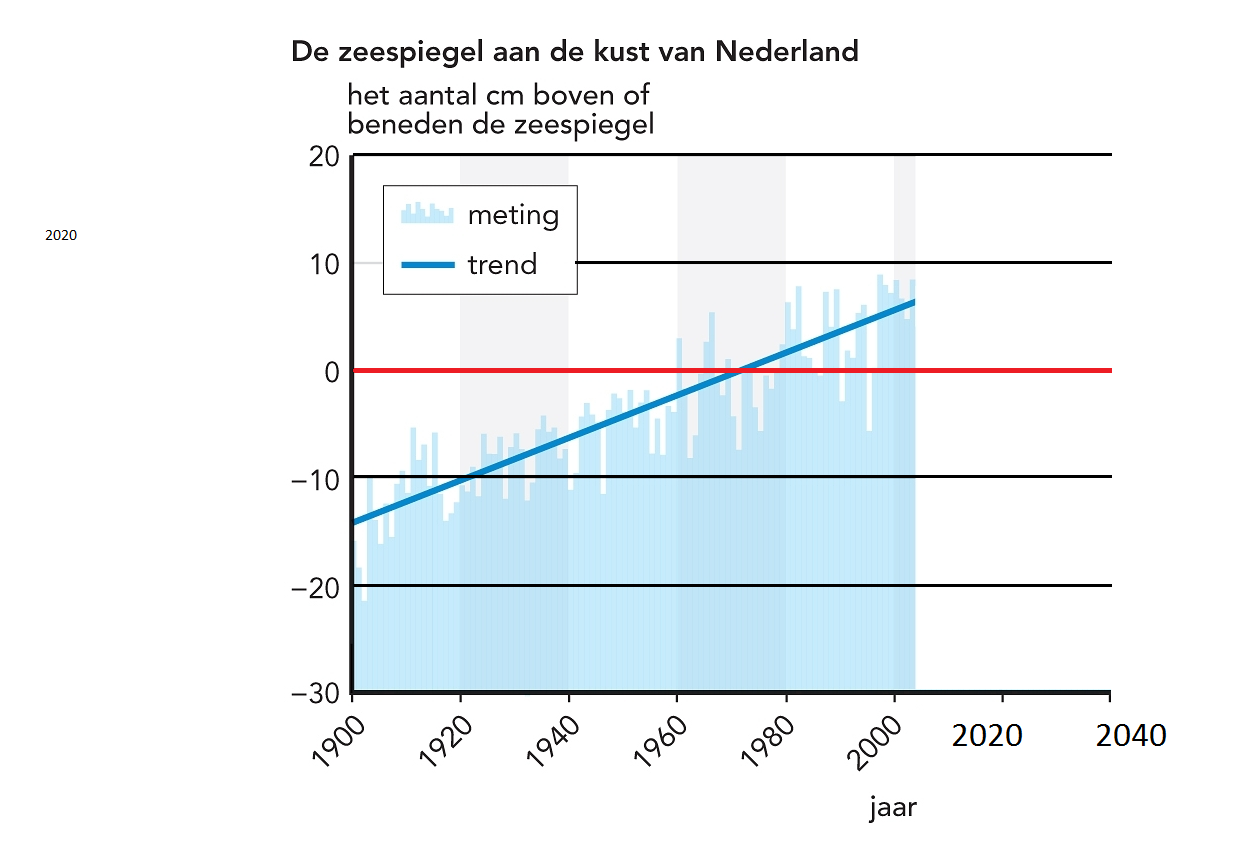 De zeespiegel aan de kust van Nederland
het aantal cm boven of
beneden de zeespiegel
20
meting
2020
10
trend
0
−10
−20
−30
1900
1920
1940
1960
1980
2000
2020
2040
jaar